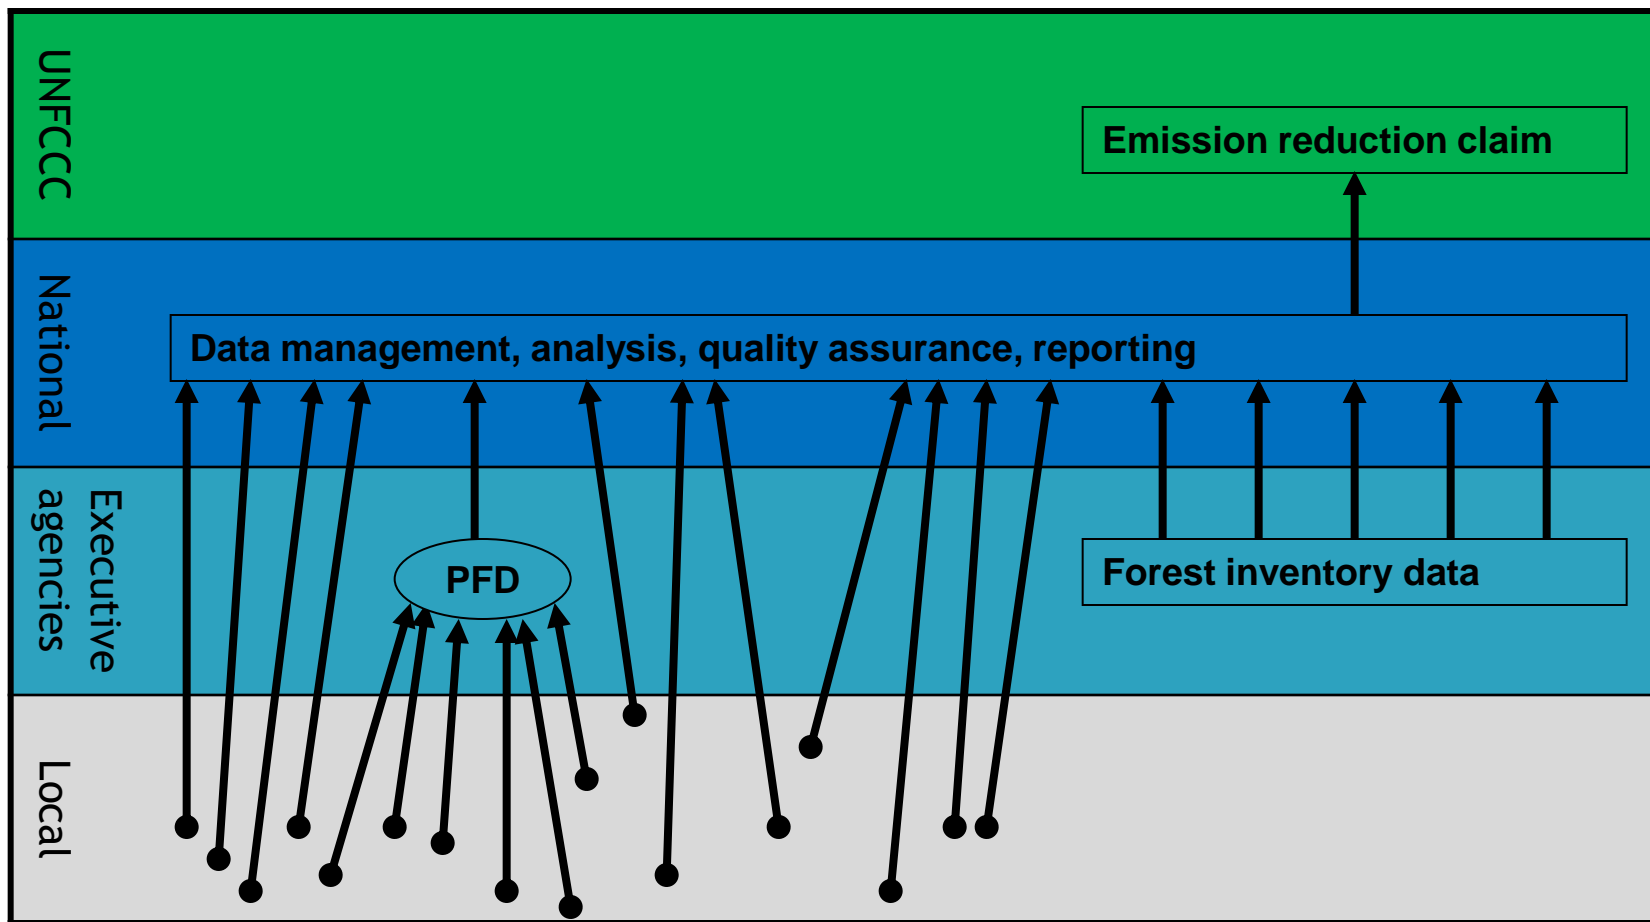 UNFCCC
Emission reduction claim
National
Data management, analysis, quality assurance, reporting
Executive
agencies
PFD
Forest inventory data
Local